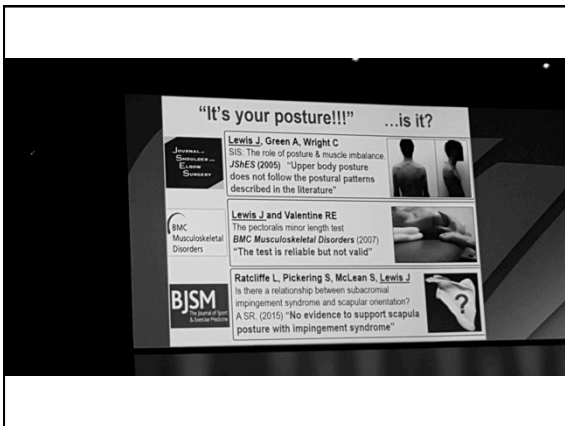 “It's your posture!!!” ...is it?
JOURNAL OF
SHOULDER AND
ELBOW
SURGERY
Lewis J, Green A, Wright C
SIS: The role of posture & muscle imbalance.
JShES (2005) “Upper body posture
does not follow the postural patterns
described in the literature”
BMC
Musculoskeletal
Disorders
Lewis J and Valentine RE
The pectoralis minor length test
BMC Musculoskeletal Disorders (2007)
“The test is reliable but not valid”
BJSM
The Journal of Sport
& Exercise Medicine
Ratcliffe L, Pickering S, McLean S, Lewis J
Is there a relationship between subacromial
impingement syndrome and scapular orientation?
A SR. (2015) “No evidence to support scapula
posture with impingement syndrome”
?